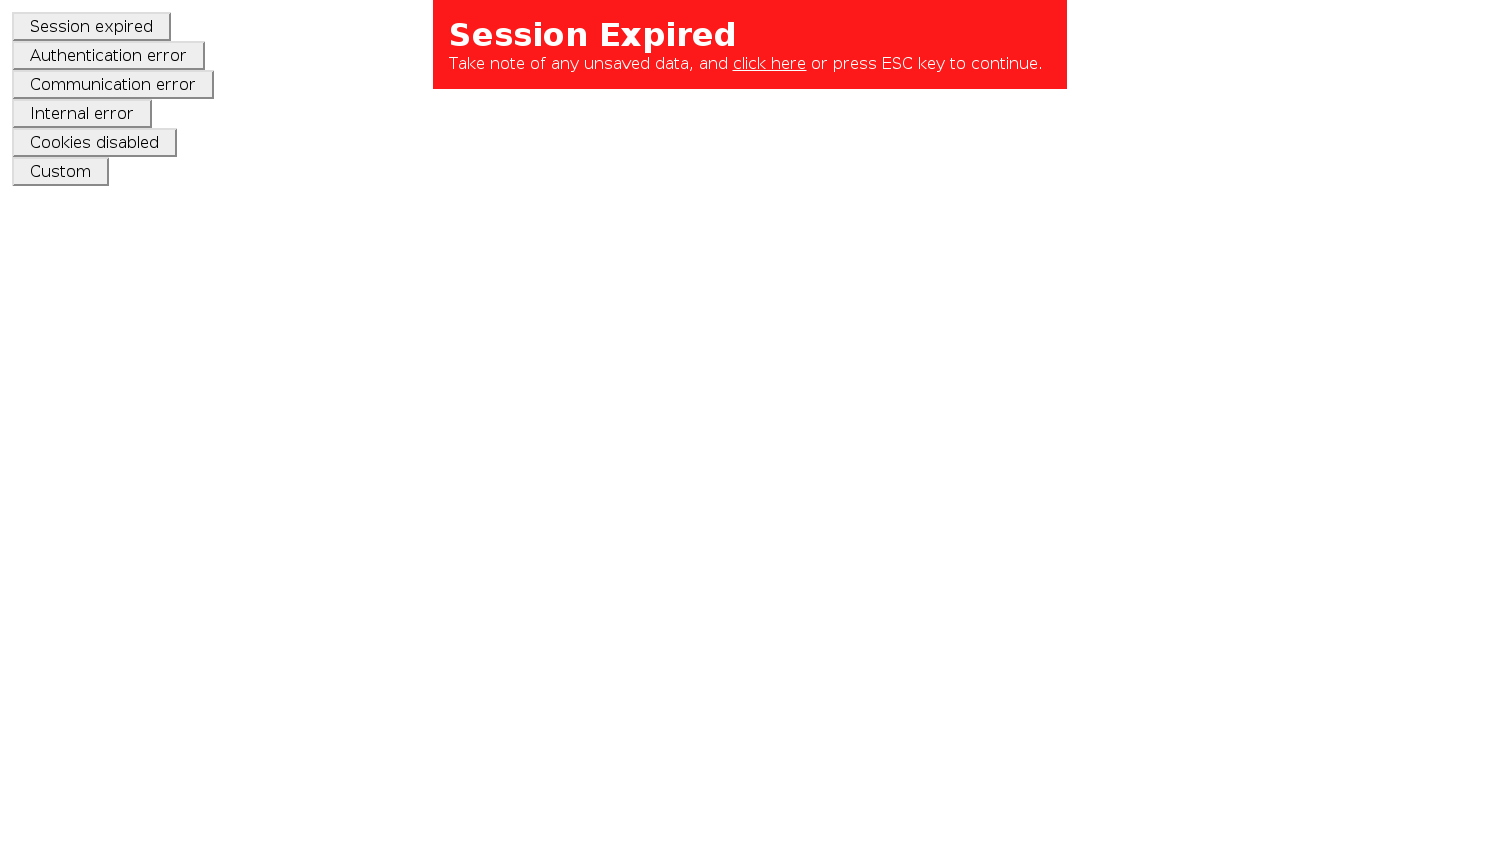 Session expired
Authentication error
Communication error
Internal error
Cookies disabled
Custom
Session Expired
Take note of any unsaved data, and click here or press ESC key to continue.